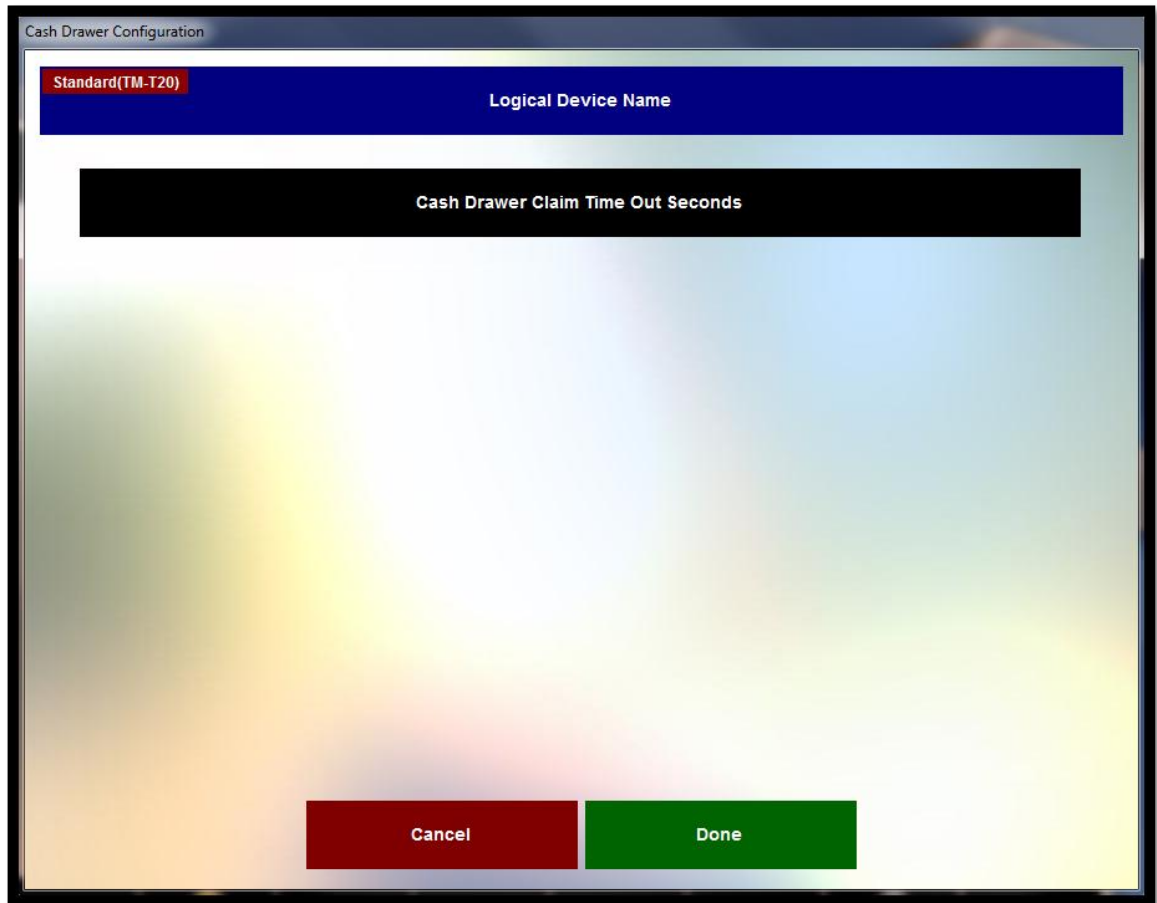 Cash Drawer Configuration
Standard(TM-T20)
Logical Device Name
Cash Drawer Claim Time Out Seconds
Cancel
Done